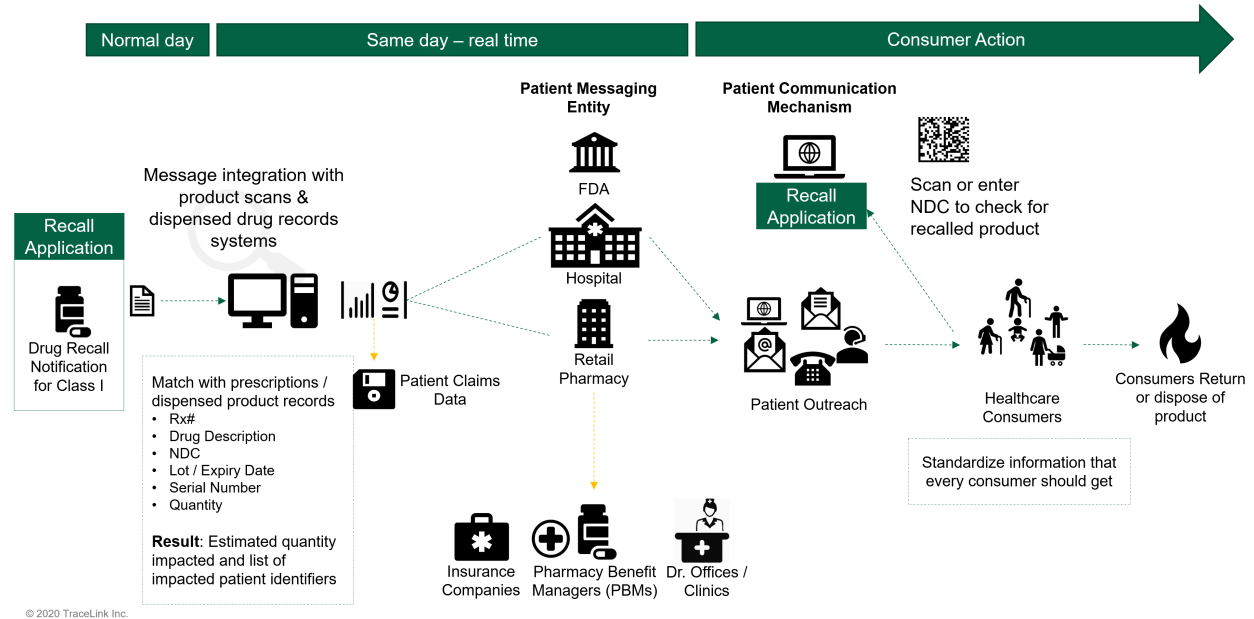 Normal day
Same day – real time
Consumer Action
Patient Messaging
Entity
Patient Communication
Mechanism
FDA
Message integration with
product scans &
dispensed drug records
systems
Recall
Application
Recall
Application
Scan or enter
NDC to check for
recalled product
Hospital
Drug Recall
Notification
for Class I
Retail
Pharmacy
Match with prescriptions /
dispensed product records
• Rx#
• Drug Description
• NDC
• Lot / Expiry Date
• Serial Number
• Quantity
Result: Estimated quantity
impacted and list of
impacted patient identifiers
Patient Claims
Data
@
Patient Outreach
Healthcare
Consumers
Consumers Return
or dispose of
product
Standardize information that
every consumer should get
Insurance
Companies
Pharmacy Benefit
Managers (PBMs)
Dr. Offices /
Clinics
© 2020 TraceLink Inc.